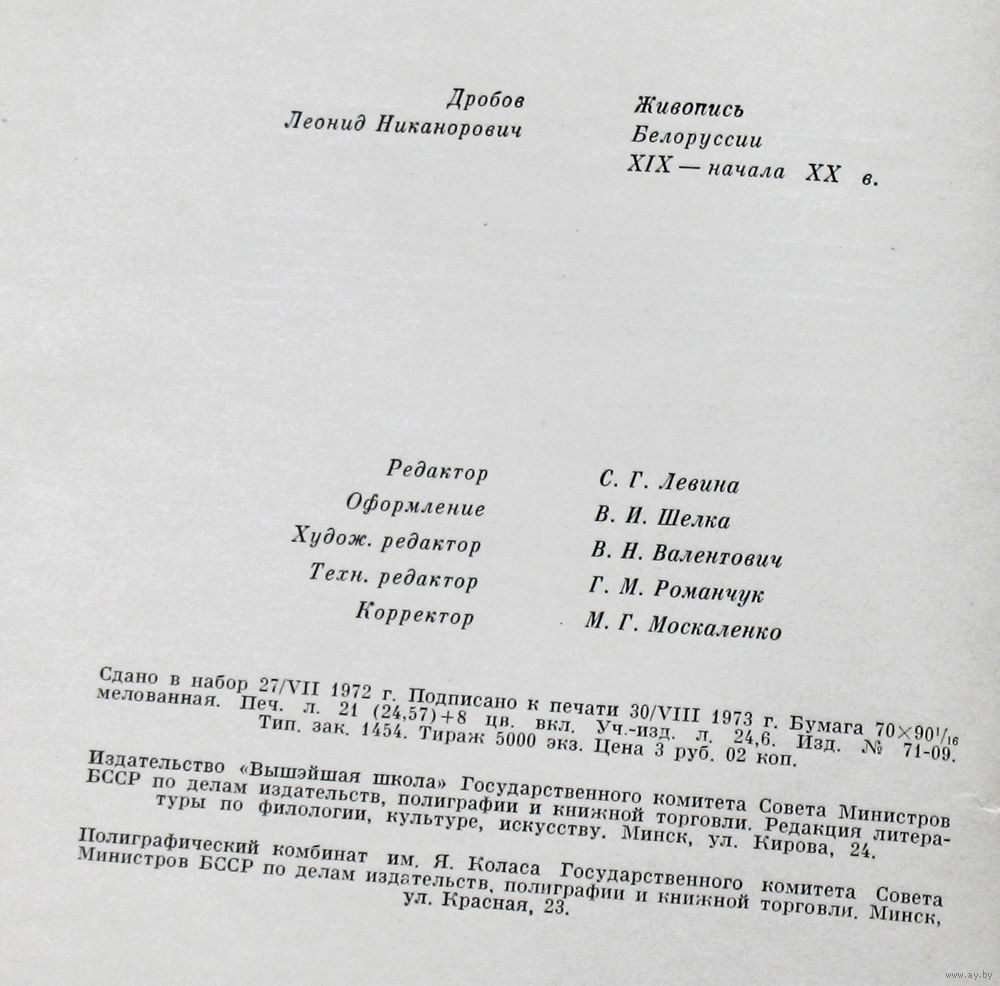 Дробов
Леонид Никанорович
Живопись
Белоруссии
XIX — начала XX в.
Редактор С. Г. Левина
Оформление В. И. Шелка
Худож. редактор В. Н. Валентович
Техн. редактор Г. М. Романчук
Корректор М. Г. Москаленко
Сдано в набор 27/VII 1972 г. Подписано к печати 30/VIII 1973 г. Бумага 70×90¹/₁₆
мелованная. Печ. л. 21 (24,57)+8 цв. вкл. Уч.-изд. л. 24,6. Изд. № 71-09.
Тип. зак. 1454. Тираж 5000 экз. Цена 3 руб. 02 коп.
Издательство «Вышэйшая школа» Государственного комитета Совета Министров
БССР по делам издательств, полиграфии и книжной торговли. Редакция литера-
туры по филологии, культуре, искусству. Минск, ул. Кирова, 24.
Полиграфический комбинат им. Я. Коласа Государственного комитета Совета
Министров БССР по делам издательств, полиграфии и книжной торговли. Минск,
ул. Красная, 23.
www.ay.by